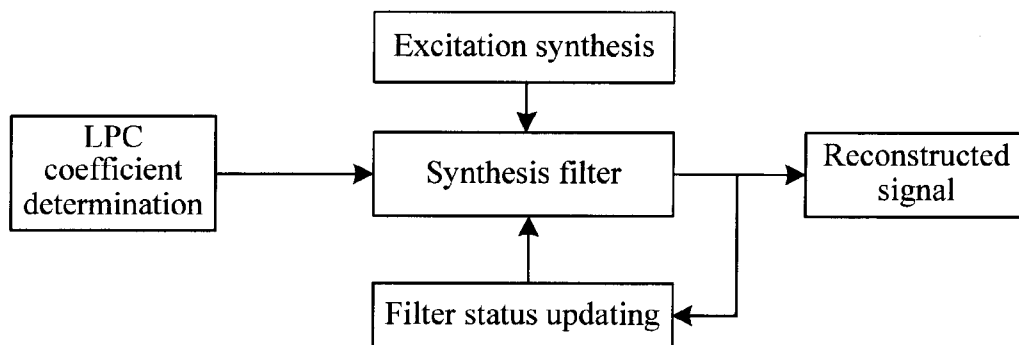 Excitation synthesis
LPC
coefficient
determination
Synthesis filter
Reconstructed
signal
Filter status updating